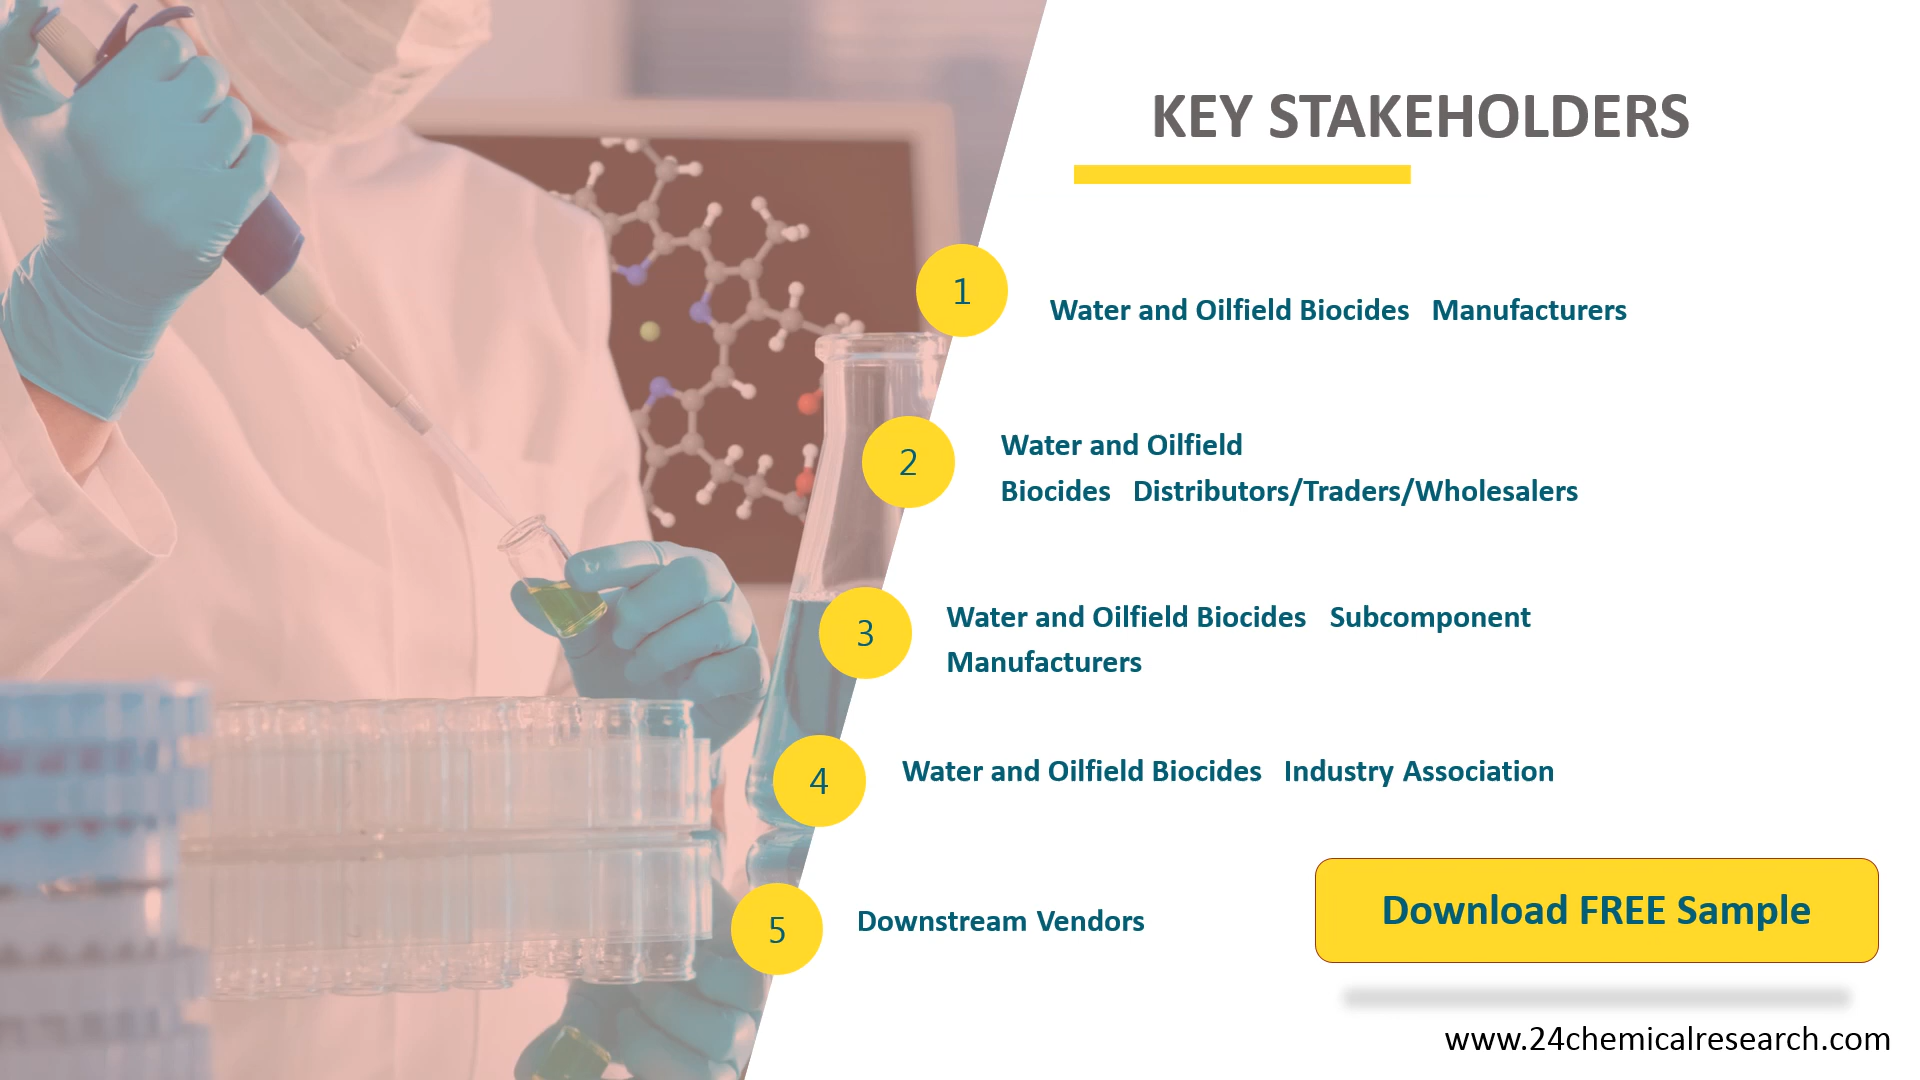 KEY STAKEHOLDERS
1
Water and Oilfield Biocides   Manufacturers
2
Water and Oilfield
Biocides   Distributors/Traders/Wholesalers
3
Water and Oilfield Biocides   Subcomponent
Manufacturers
4
Water and Oilfield Biocides   Industry Association
5
Downstream Vendors
Download FREE Sample
www.24chemicalresearch.com